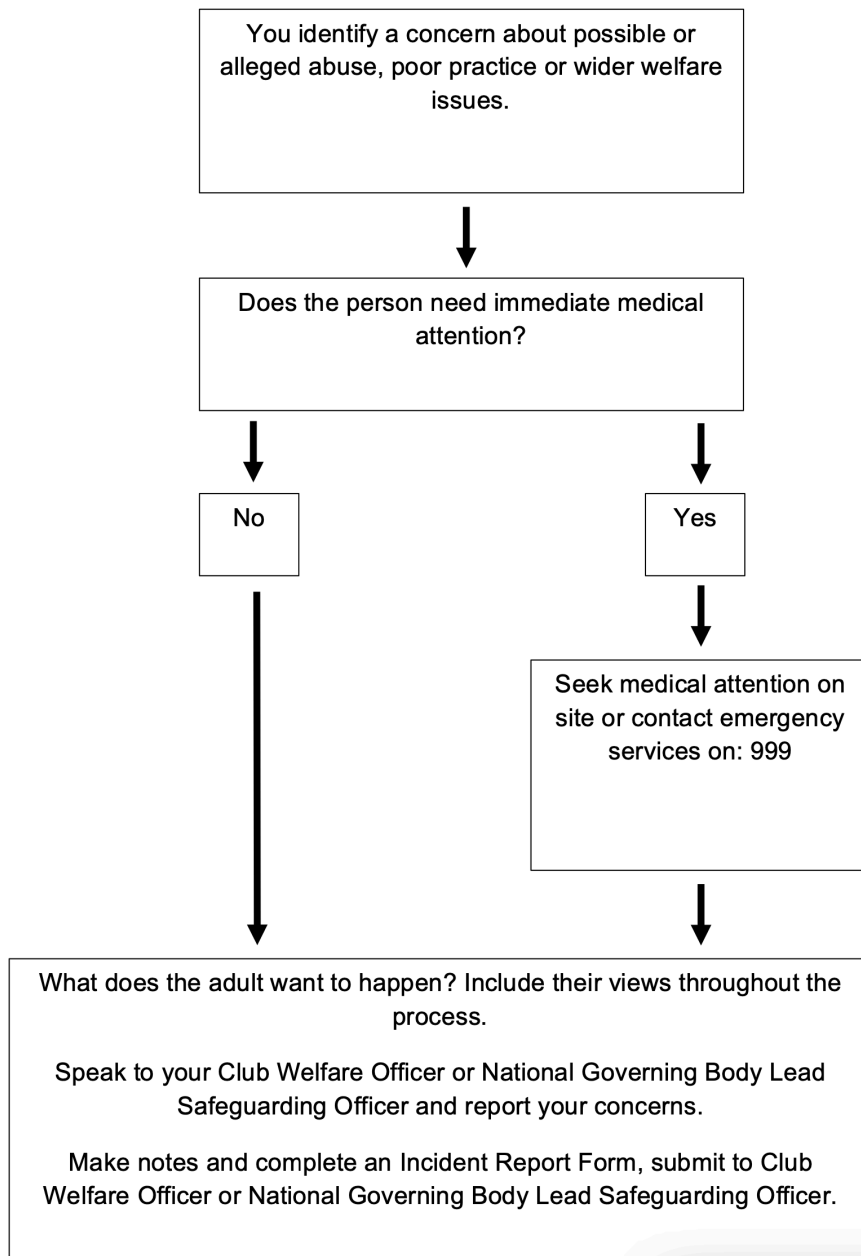 You identify a concern about possible or
alleged abuse, poor practice or wider welfare
issues.
Does the person need immediate medical
attention?
No
Yes
Seek medical attention on
site or contact emergency
services on: 999
What does the adult want to happen? Include their views throughout the
process.
Speak to your Club Welfare Officer or National Governing Body Lead
Safeguarding Officer and report your concerns.
Make notes and complete an Incident Report Form, submit to Club
Welfare Officer or National Governing Body Lead Safeguarding Officer.